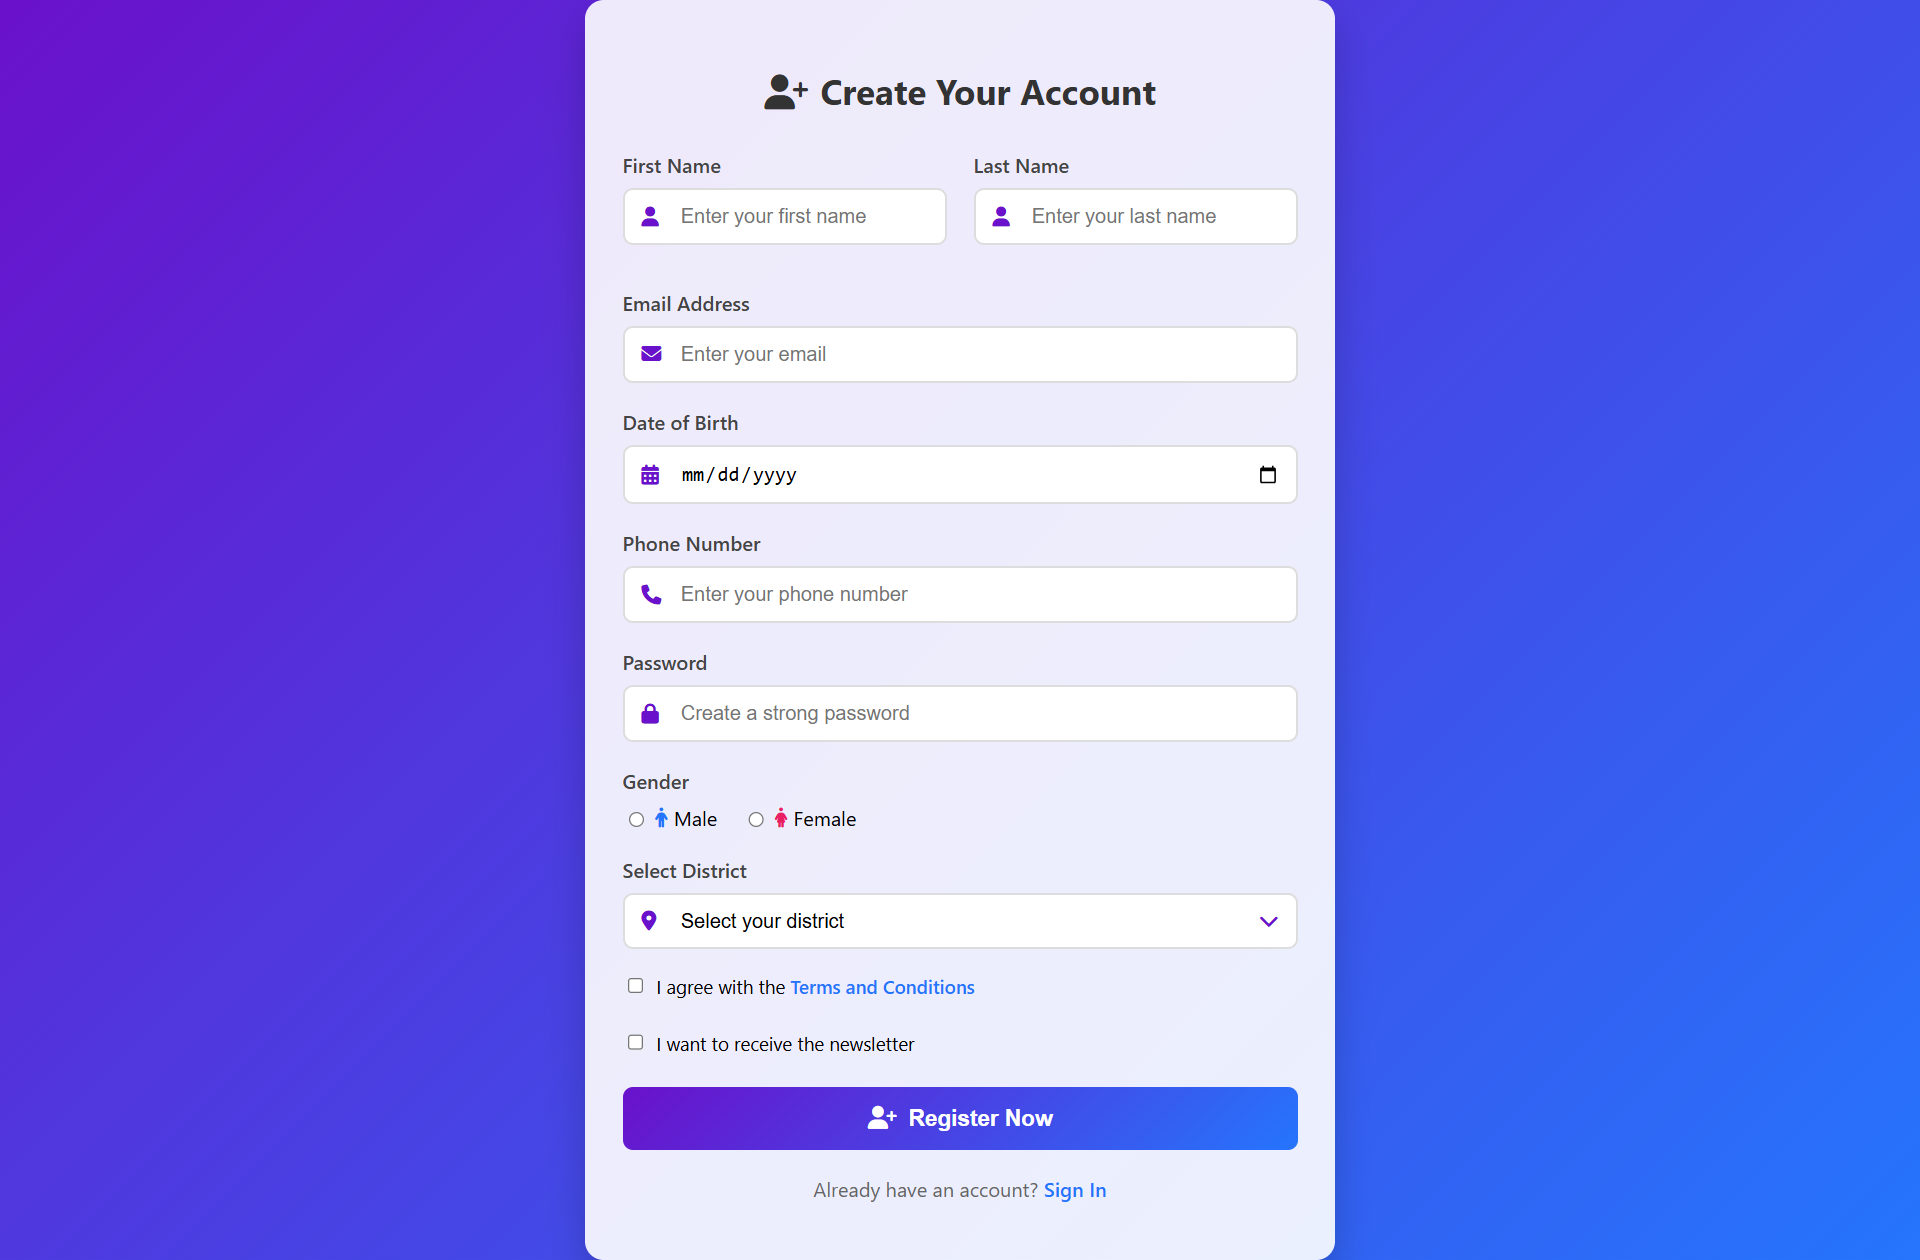 Create Your Account
First Name
Last Name
Enter your first name
Enter your last name
Email Address
Enter your email
Date of Birth
mm/dd/yyyy
Phone Number
Enter your phone number
Password
Create a strong password
Gender
Male
Female
Select District
Select your district
I agree with the Terms and Conditions
I want to receive the newsletter
Register Now
Already have an account? Sign In